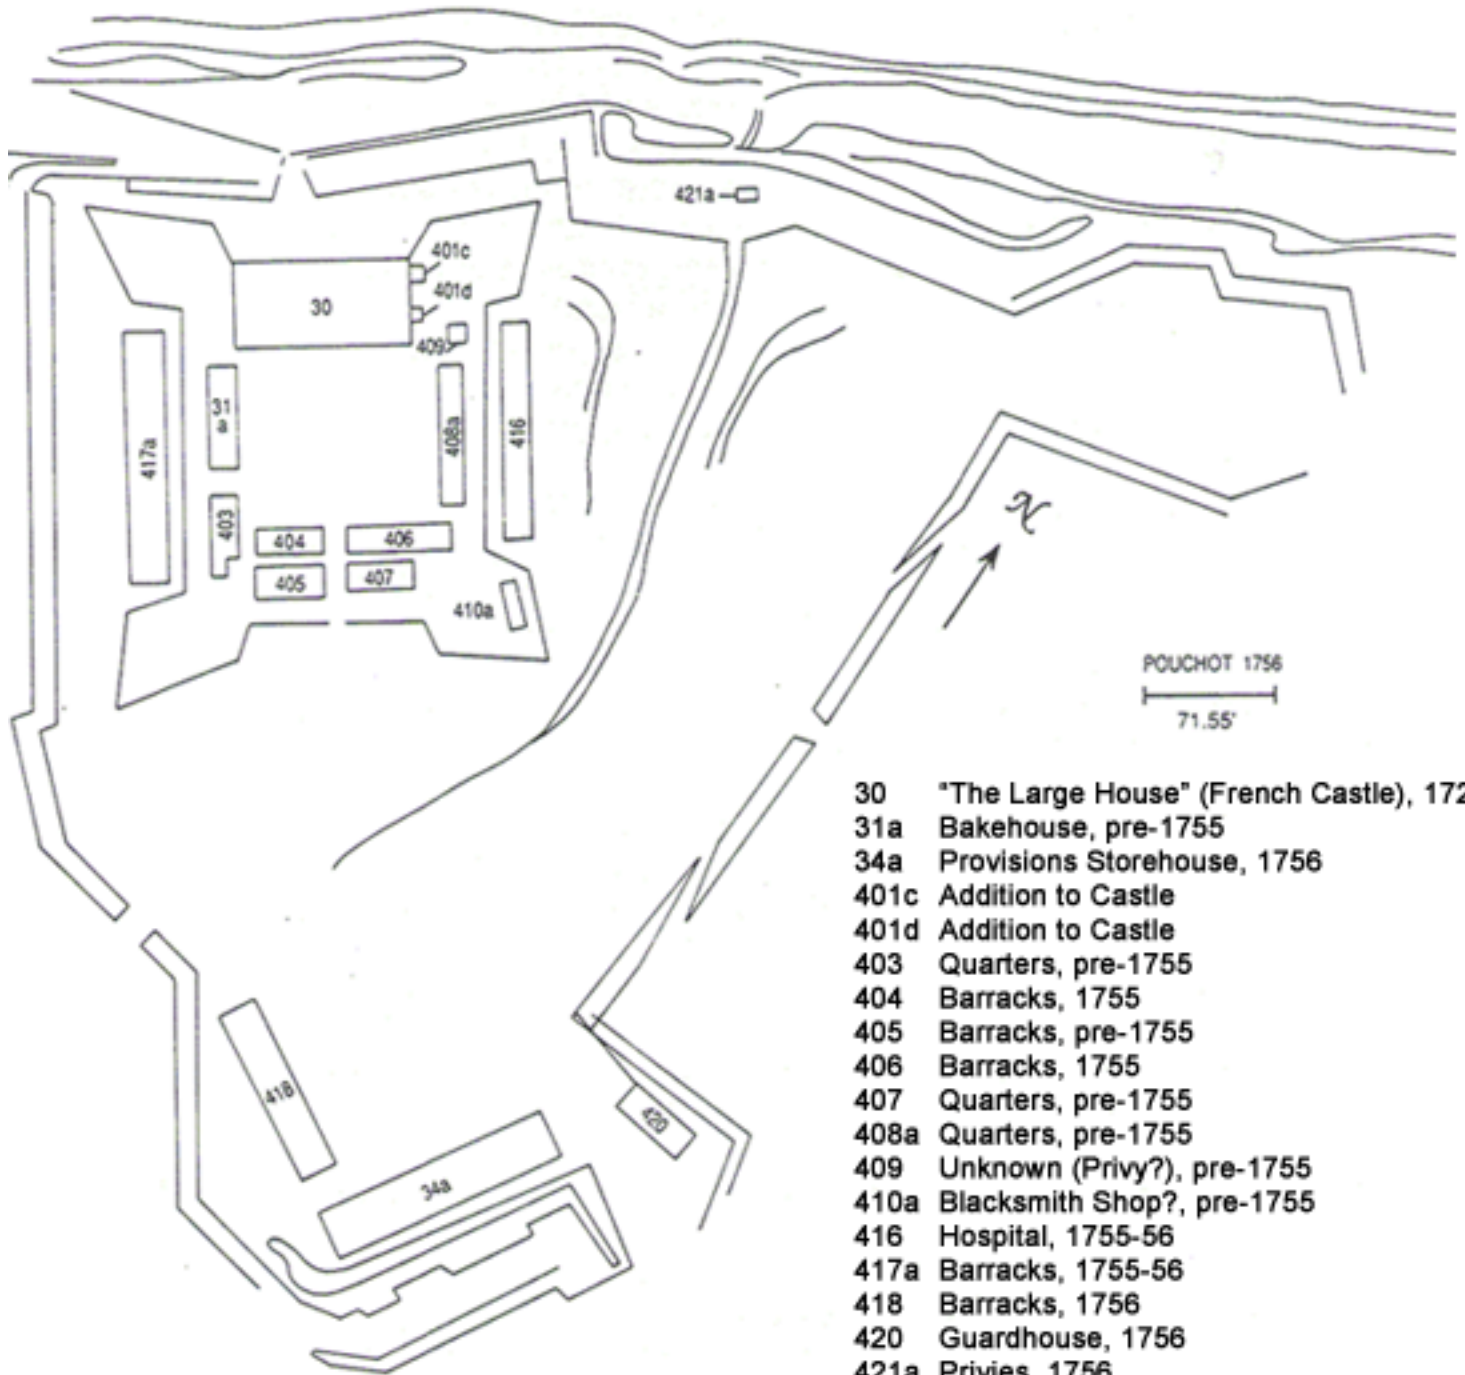 421a
401c
401d
30
409
31
a
417a
408a
416
403
404
406
405
407
410a
N
POUCHOT 1756
71.55'
418
34a
420
30 "The Large House" (French Castle), 172
31a Bakehouse, pre-1755
34a Provisions Storehouse, 1756
401c Addition to Castle
401d Addition to Castle
403 Quarters, pre-1755
404 Barracks, 1755
405 Barracks, pre-1755
406 Barracks, 1755
407 Quarters, pre-1755
408a Quarters, pre-1755
409 Unknown (Privy?), pre-1755
410a Blacksmith Shop?, pre-1755
416 Hospital, 1755-56
417a Barracks, 1755-56
418 Barracks, 1756
420 Guardhouse, 1756
421a Privies, 1756